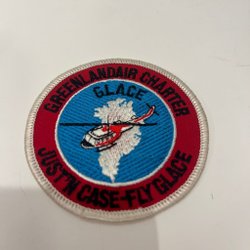 GREENLANDAIR CHARTER
G.L.A.C.E
JUST'N CASE-FLY GLACE